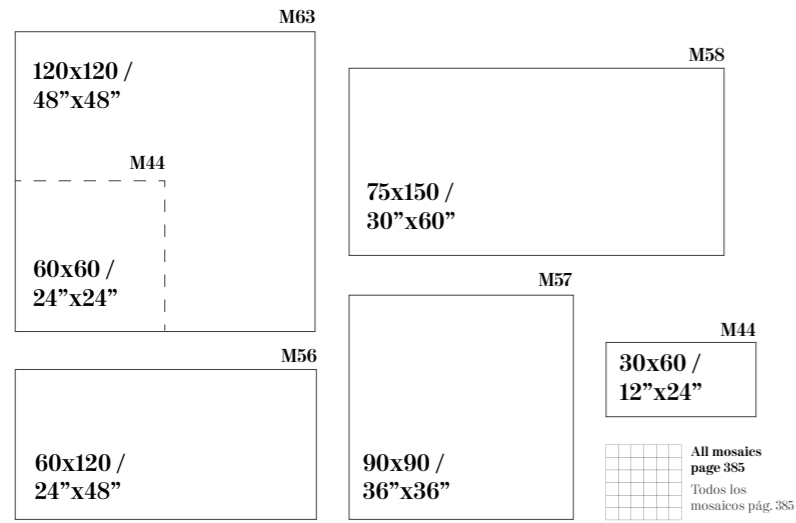 M63
120x120 /
48”x48”
M44
60x60 /
24”x24”
M58
75x150 /
30”x60”
M56
60x120 /
24”x48”
M57
90x90 /
36”x36”
M44
30x60 /
12”x24”
All mosaics
page 385
Todos los
mosaicos pág. 385